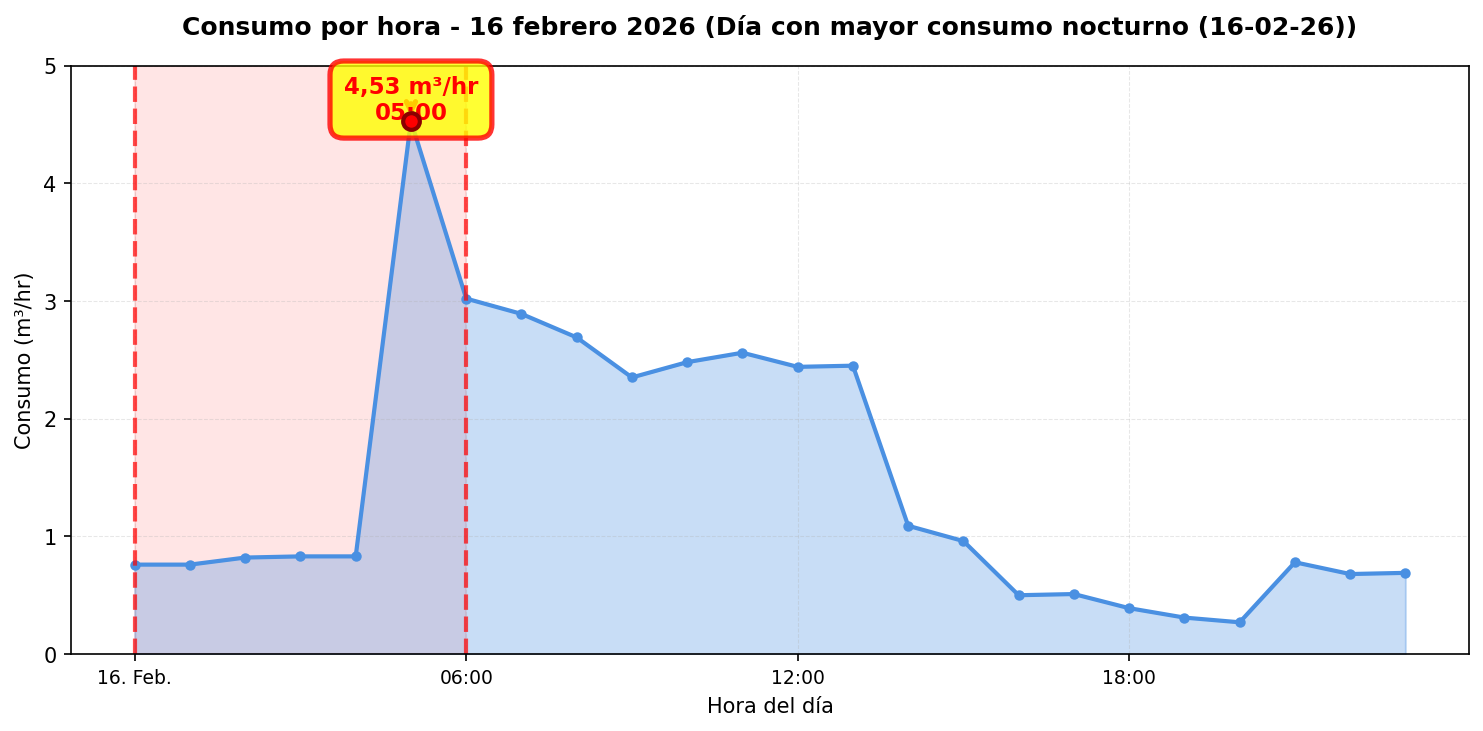 Consumo por hora - 16 febrero 2026 (Día con mayor consumo nocturno (16-02-26))
4,53 m³/hr
05:00
Consumo (m³/hr)
5
4
3
2
1
0
16. Feb.
06:00
12:00
18:00
Hora del día